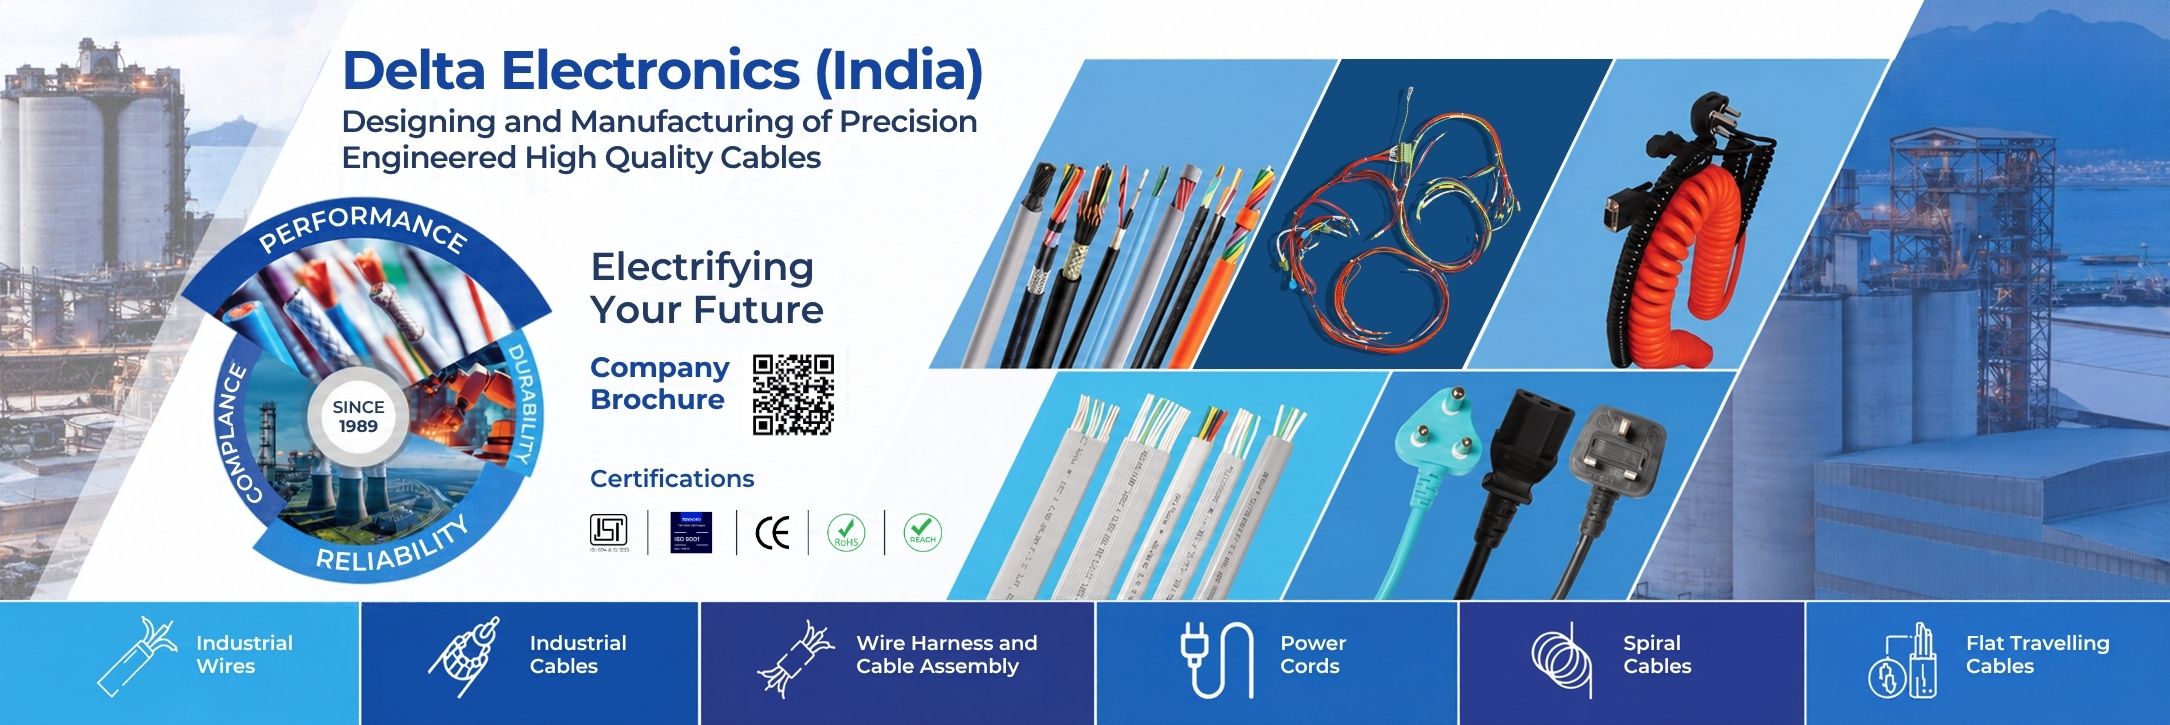 Delta Electronics (India)
Designing and Manufacturing of Precision
Engineered High Quality Cables
PERFORMANCE
DURABILITY
COMPLANCE
RELIABILITY
SINCE
1989
Electrifying
Your Future
Company
Brochure
Certifications
ISO 9001
CE
RoHS
REACH
Industrial
Wires
Industrial
Cables
Wire Harness and
Cable Assembly
Power
Cords
Spiral
Cables
Flat Travelling
Cables